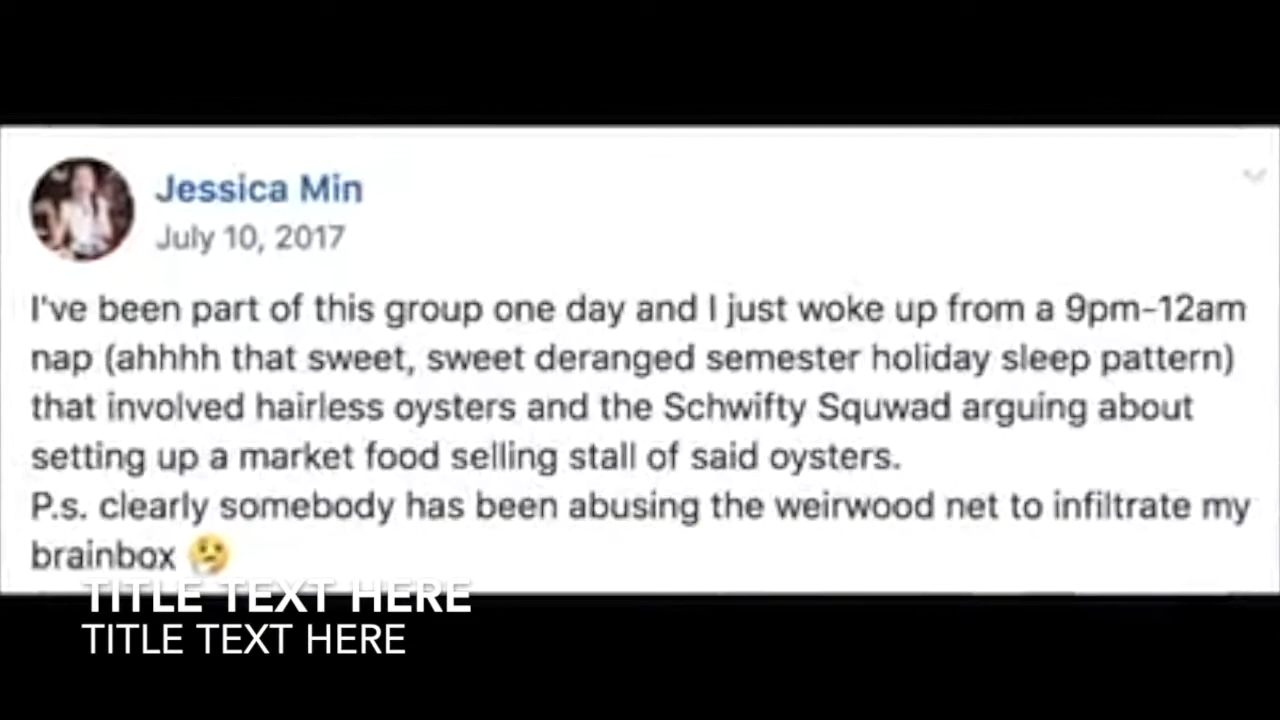 Jessica Min
July 10, 2017
I've been part of this group one day and I just woke up from a 9pm-12am
nap (ahhhh that sweet, sweet deranged semester holiday sleep pattern)
that involved hairless oysters and the Schwifty Squwad arguing about
setting up a market food selling stall of said oysters.
P.s. clearly somebody has been abusing the weirwood net to infiltrate my
brainbox 🤢
TITLE TEXT HERE
TITLE TEXT HERE